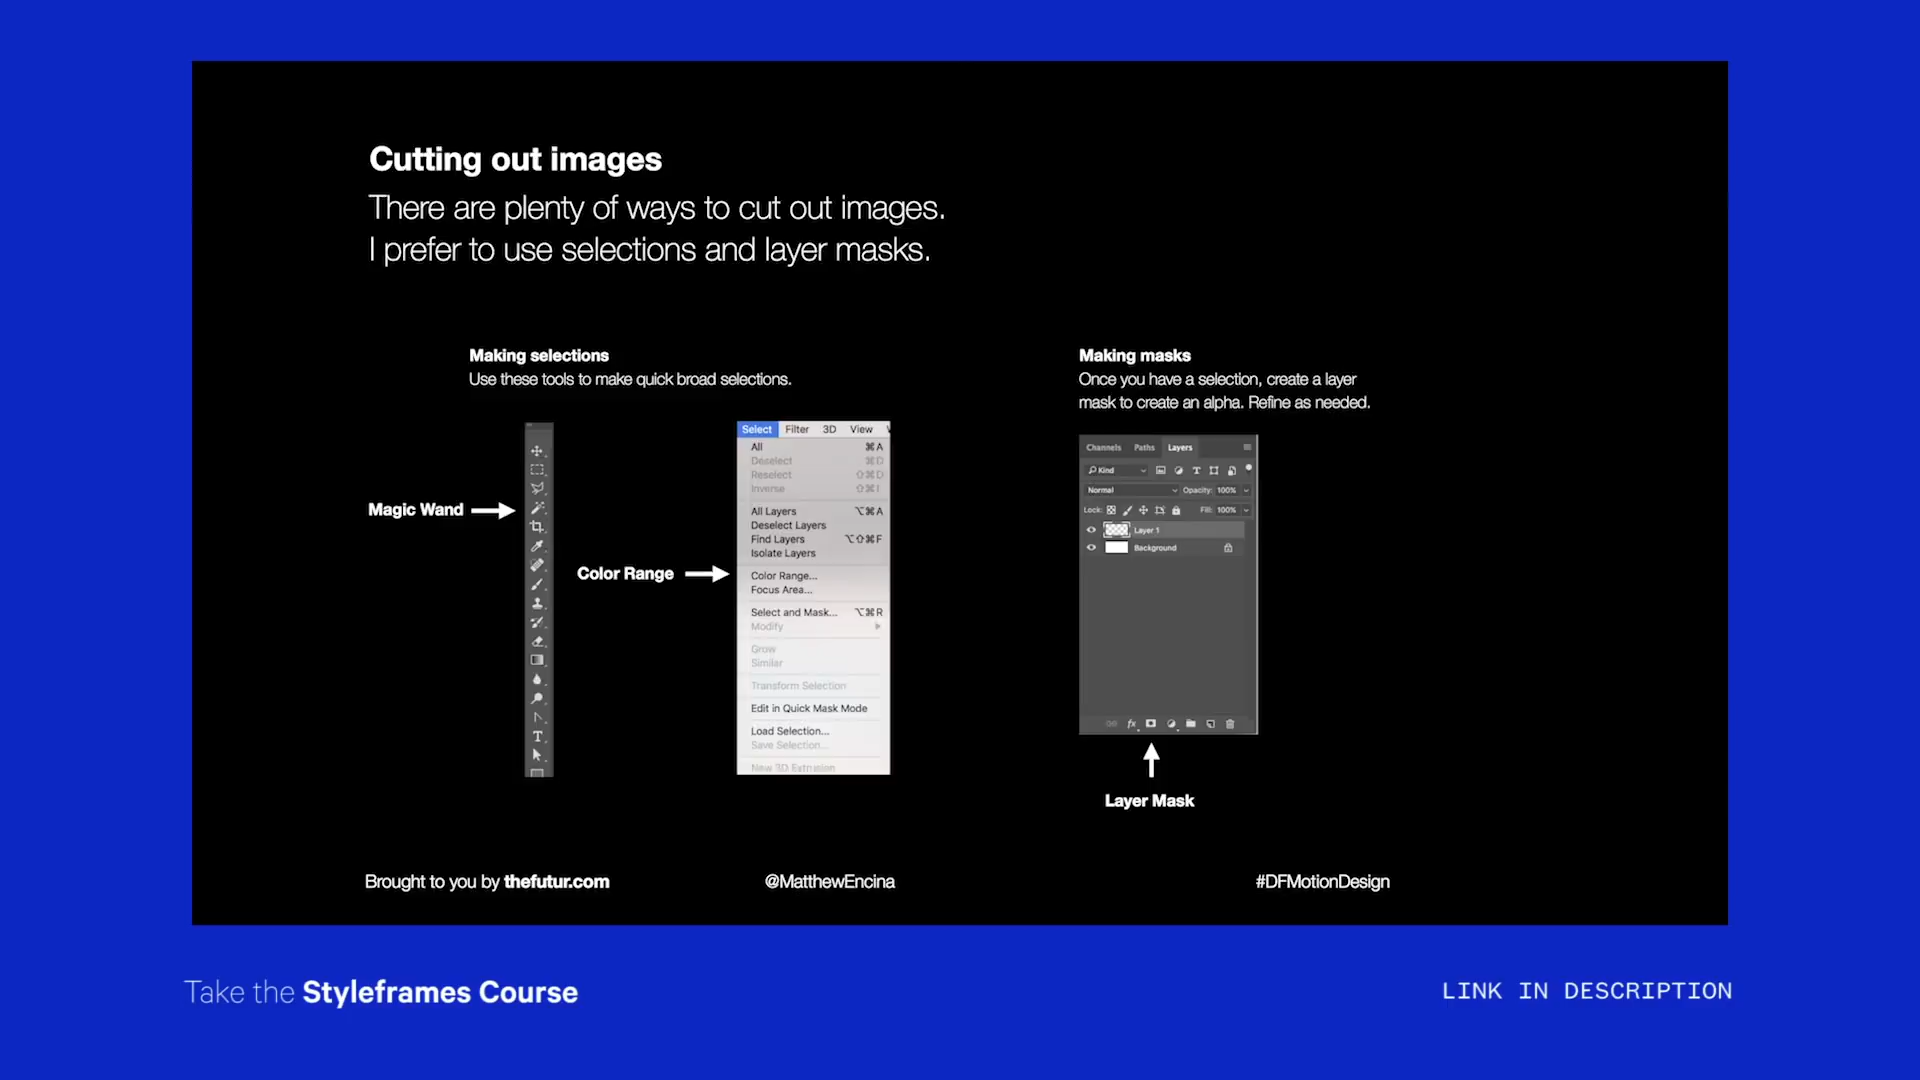 Cutting out images
There are plenty of ways to cut out images.
I prefer to use selections and layer masks.
Making selections
Use these tools to make quick broad selections.
Magic Wand
Color Range
Select Filter 3D View
All ⌘A
Deselect ⌘D
Reselect ⇧⌘D
Inverse ⇧⌘I
All Layers ⌥⌘A
Deselect Layers
Find Layers ⌥⇧⌘F
Isolate Layers
Color Range...
Focus Area...
Select and Mask... ⌥⌘R
Modify
Grow
Similar
Transform Selection
Edit in Quick Mask Mode
Load Selection...
Save Selection...
New 3D Extrusion
Making masks
Once you have a selection, create a layer
mask to create an alpha. Refine as needed.
Channels Paths Layers
Kind
Normal Opacity: 100%
Lock: Fill: 100%
Layer 1
Background
fx
Layer Mask
Brought to you by thefutur.com
@MatthewEncina
#DFMotionDesign
Take the Styleframes Course
LINK IN DESCRIPTION